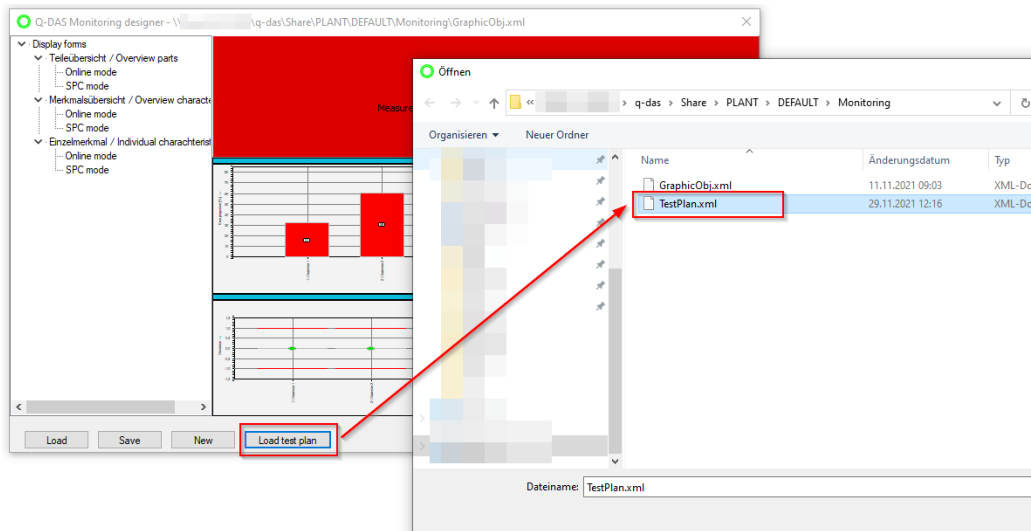 Q-DAS Monitoring designer - \\ \q-das\Share\PLANT\DEFAULT\Monitoring\GraphicObj.xml
Display forms
Teileübersicht / Overview parts
Online mode
SPC mode
Merkmalsübersicht / Overview characte
Online mode
SPC mode
Einzelmerkmal / Individual charachterist
Online mode
SPC mode
Measure
Load
Save
New
Load test plan
Öffnen
« > q-das > Share > PLANT > DEFAULT > Monitoring
Organisieren
Neuer Ordner
Name
Änderungsdatum
Typ
GraphicObj.xml
11.11.2021 09:03
XML-Do
TestPlan.xml
29.11.2021 12:16
XML-Do
Dateiname:
TestPlan.xml